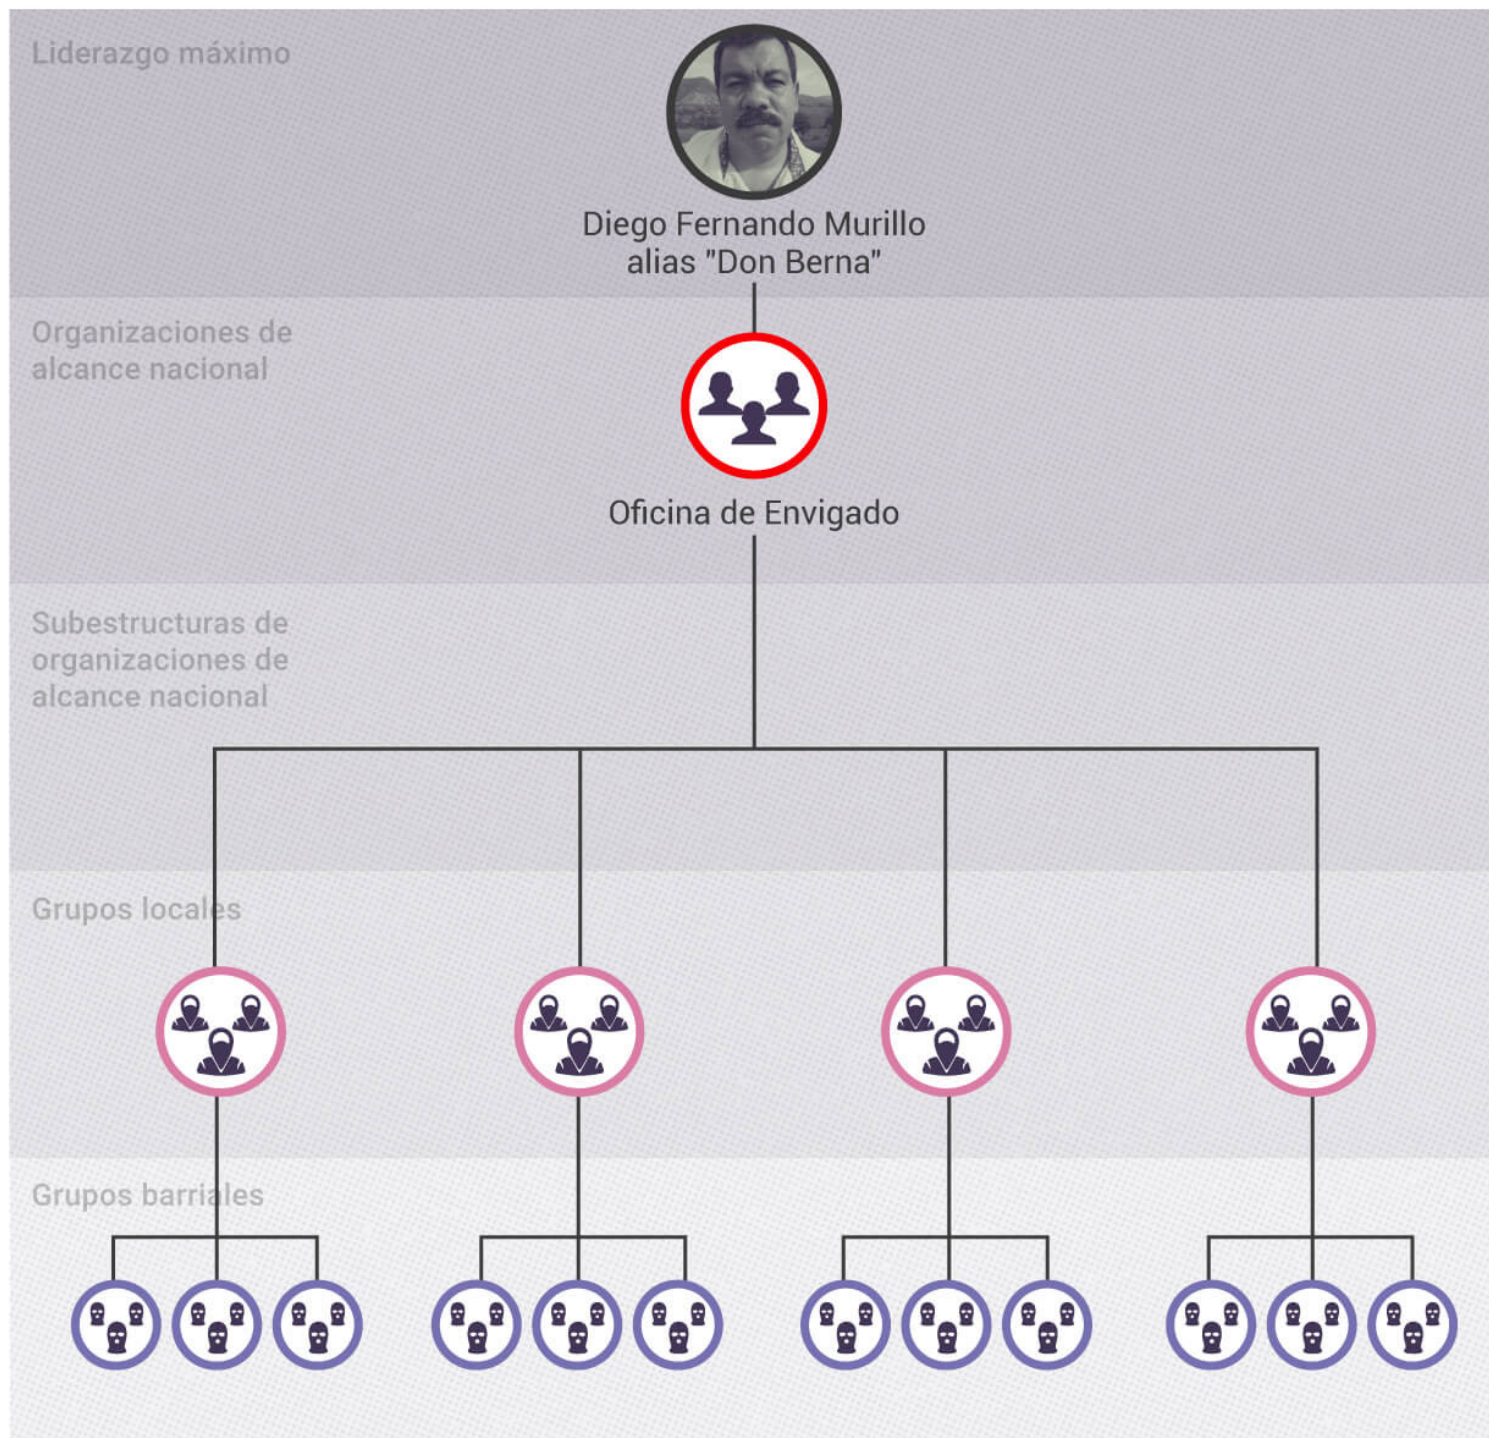 Liderazgo máximo
Diego Fernando Murillo
alias "Don Berna"
Organizaciones de
alcance nacional
Oficina de Envigado
Subestructuras de
organizaciones de
alcance nacional
Grupos locales
Grupos barriales